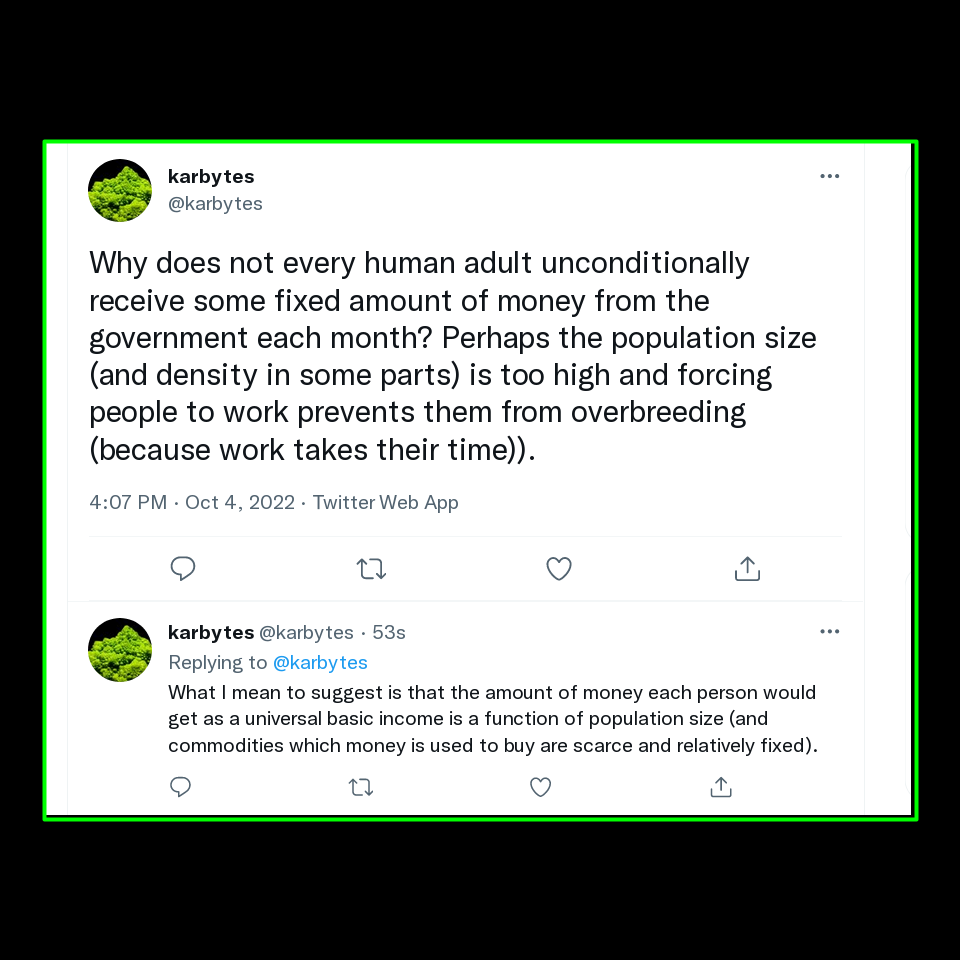 karbytes
@karbytes
Why does not every human adult unconditionally
receive some fixed amount of money from the
government each month? Perhaps the population size
(and density in some parts) is too high and forcing
people to work prevents them from overbreeding
(because work takes their time)).
4:07 PM · Oct 4, 2022 · Twitter Web App
karbytes @karbytes · 53s
Replying to @karbytes
What I mean to suggest is that the amount of money each person would
get as a universal basic income is a function of population size (and
commodities which money is used to buy are scarce and relatively fixed).